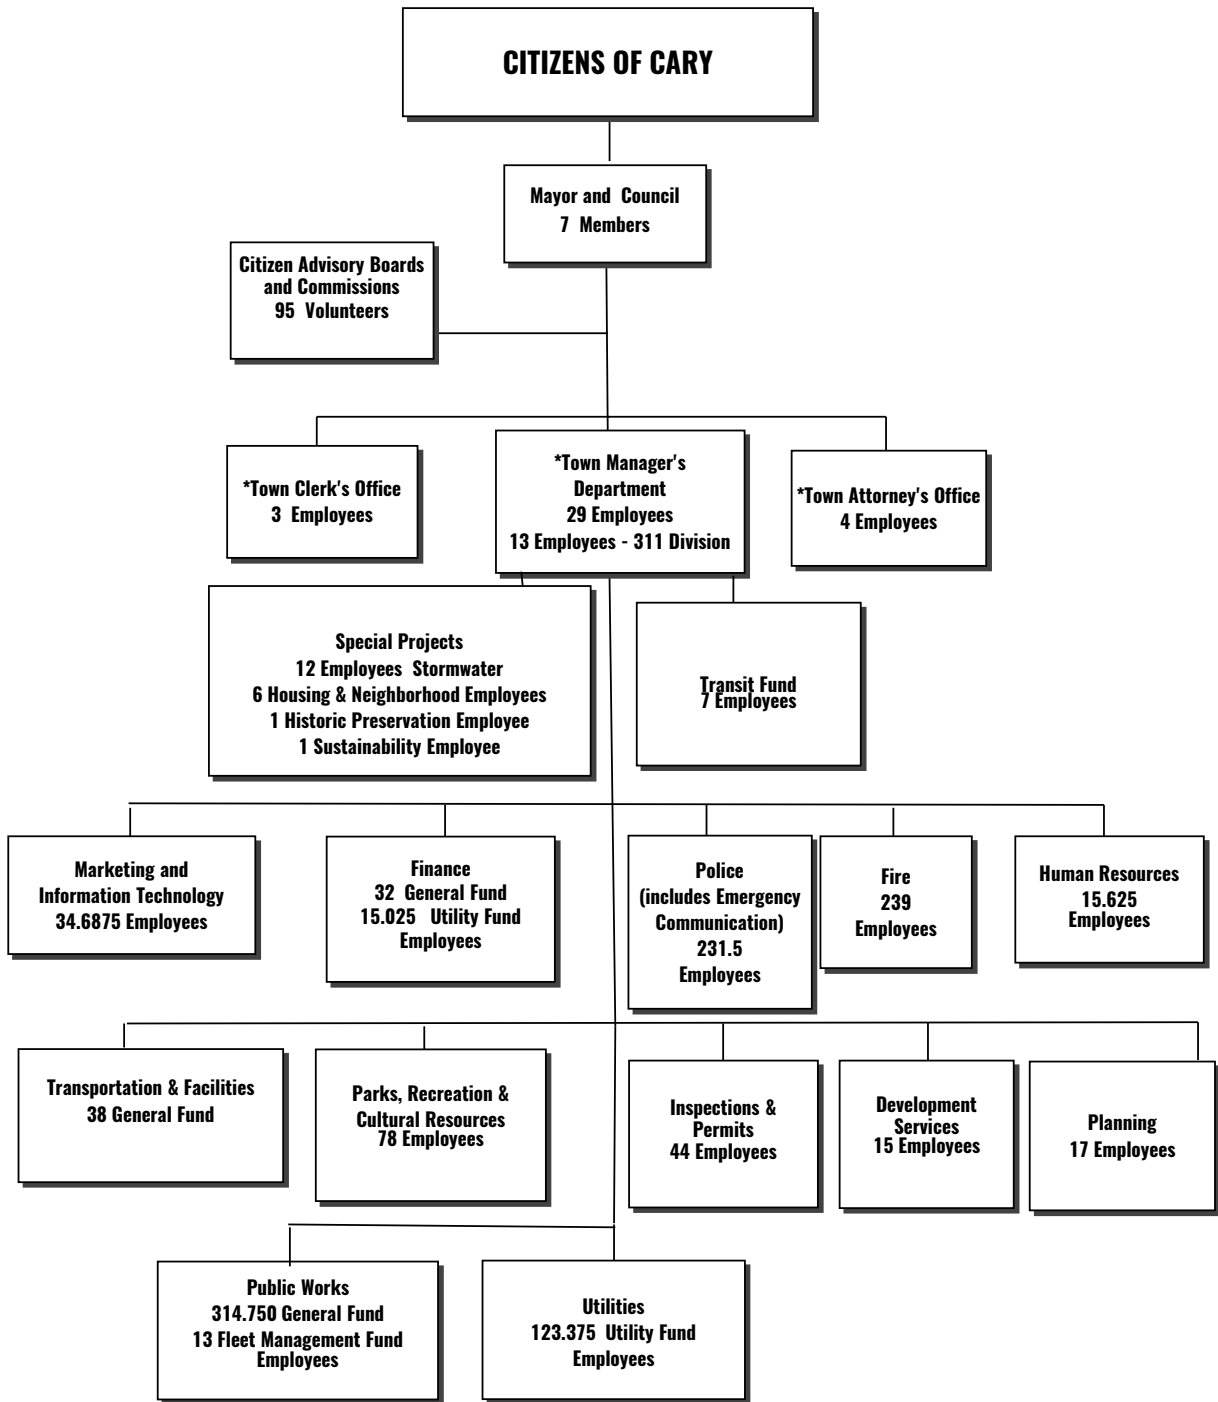 CITIZENS OF CARY
Mayor and Council
7 Members
Citizen Advisory Boards
and Commissions
95 Volunteers
*Town Clerk's Office
3 Employees
*Town Manager's
Department
29 Employees
13 Employees - 311 Division
*Town Attorney's Office
4 Employees
Special Projects
12 Employees Stormwater
6 Housing & Neighborhood Employees
1 Historic Preservation Employee
1 Sustainability Employee
Transit Fund
7 Employees
Marketing and
Information Technology
34.6875 Employees
Finance
32 General Fund
15.025 Utility Fund
Employees
Police
(includes Emergency
Communication)
231.5
Employees
Fire
239
Employees
Human Resources
15.625
Employees
Transportation & Facilities
38 General Fund
Parks, Recreation &
Cultural Resources
78 Employees
Inspections &
Permits
44 Employees
Development
Services
15 Employees
Planning
17 Employees
Public Works
314.750 General Fund
13 Fleet Management Fund
Employees
Utilities
123.375 Utility Fund
Employees